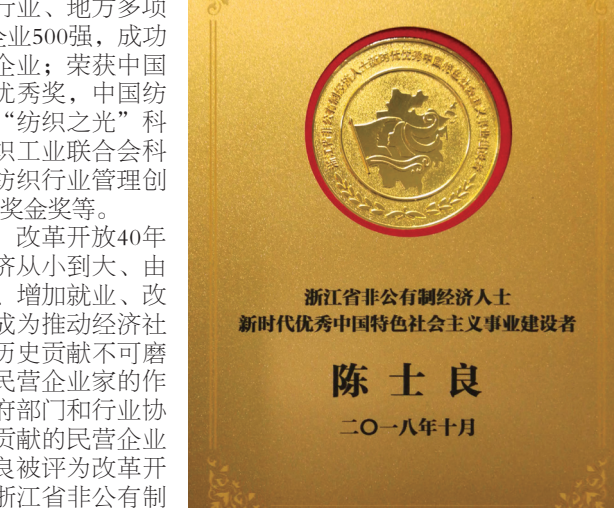 行业、地方多项
企业500强，成功
企业；荣获中国
优秀奖，中国纺
“纺织之光”科
织工业联合会科
纺织行业管理创
奖金奖等。
改革开放40年
济从小到大、由
、增加就业、改
成为推动经济社
历史贡献不可磨
民营企业家的作
府部门和行业协
贡献的民营企业
良被评为改革开
浙江省非公有制
浙江省非公有制经济人士
新时代优秀中国特色社会主义事业建设者
陈士良
二〇一八年十月